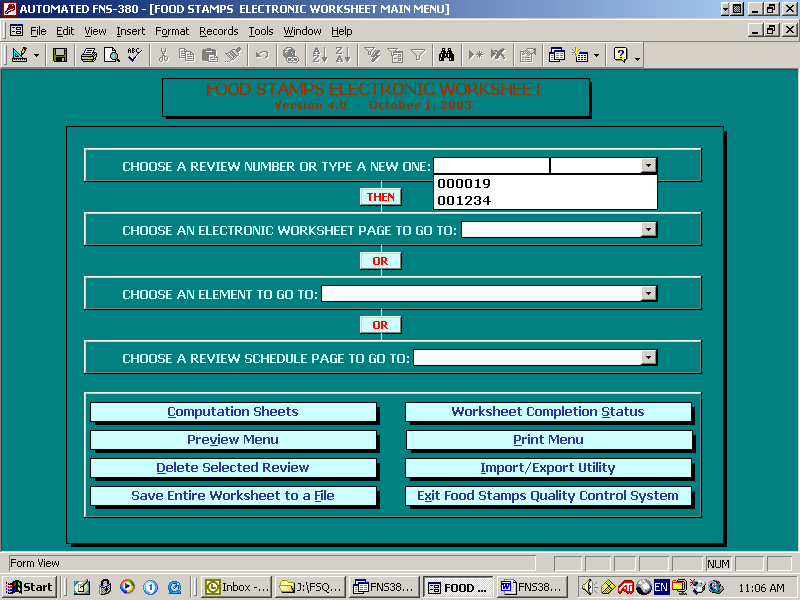 AUTOMATED FNS-380 - [FOOD STAMPS ELECTRONIC WORKSHEET MAIN MENU]
File Edit View Insert Format Records Tools Window Help
FOOD STAMPS ELECTRONIC WORKSHEET
Version 4.0 - October 1, 2003
CHOOSE A REVIEW NUMBER OR TYPE A NEW ONE:
000019
001234
THEN
CHOOSE AN ELECTRONIC WORKSHEET PAGE TO GO TO:
OR
CHOOSE AN ELEMENT TO GO TO:
OR
CHOOSE A REVIEW SCHEDULE PAGE TO GO TO:
Computation Sheets Worksheet Completion Status
Preview Menu Print Menu
Delete Selected Review Import/Export Utility
Save Entire Worksheet to a File Exit Food Stamps Quality Control System
Form View NUM
Start Inbox -... J:\FSQ... FNS38... FOOD ... FNS38... EN 11:06 AM